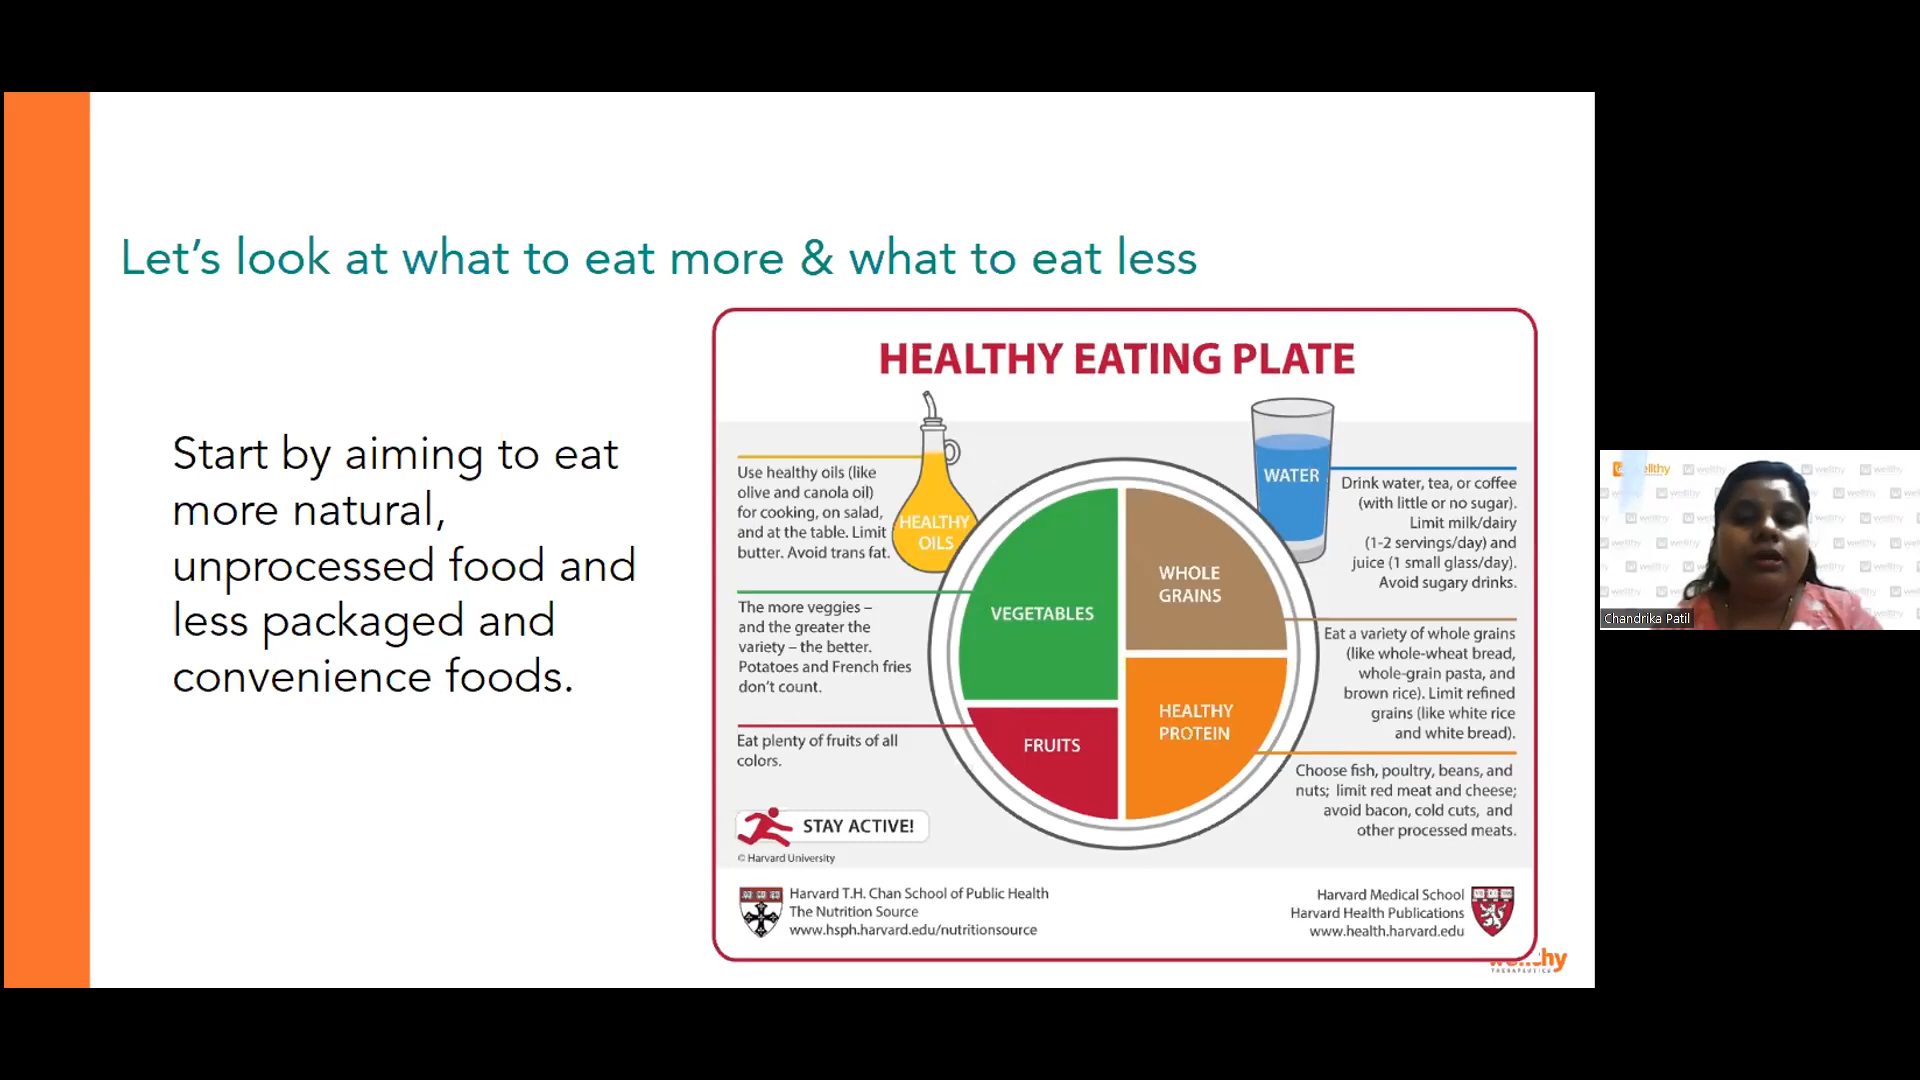 Let's look at what to eat more & what to eat less
Start by aiming to eat
more natural,
unprocessed food and
less packaged and
convenience foods.
HEALTHY EATING PLATE
Use healthy oils (like
olive and canola oil)
for cooking, on salad,
and at the table. Limit
butter. Avoid trans fat.
HEALTHY
OILS
The more veggies –
and the greater the
variety – the better.
Potatoes and French fries
don't count.
Eat plenty of fruits of all
colors.
VEGETABLES
FRUITS
WHOLE
GRAINS
HEALTHY
PROTEIN
WATER
Drink water, tea, or coffee
(with little or no sugar).
Limit milk/dairy
(1-2 servings/day) and
juice (1 small glass/day).
Avoid sugary drinks.
Eat a variety of whole grains
(like whole-wheat bread,
whole-grain pasta, and
brown rice). Limit refined
grains (like white rice
and white bread).
Choose fish, poultry, beans, and
nuts; limit red meat and cheese;
avoid bacon, cold cuts, and
other processed meats.
STAY ACTIVE!
© Harvard University
Harvard T.H. Chan School of Public Health
The Nutrition Source
www.hsph.harvard.edu/nutritionsource
Harvard Medical School
Harvard Health Publications
www.health.harvard.edu
THERAPEUTICS
Chandrika Patil